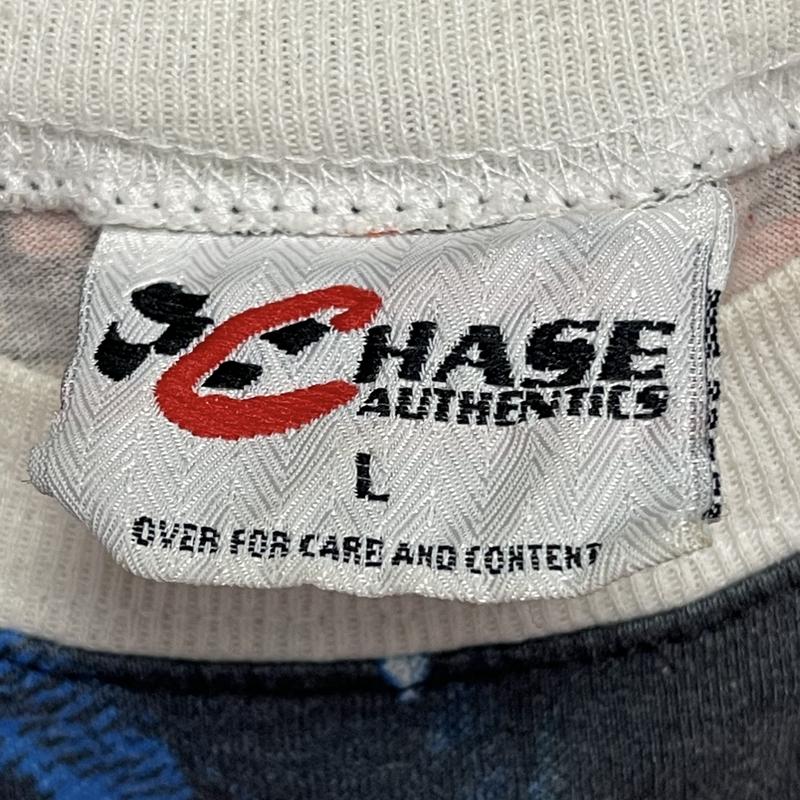 CHASE
AUTHENTICS
L
OVER FOR CARE AND CONTENT